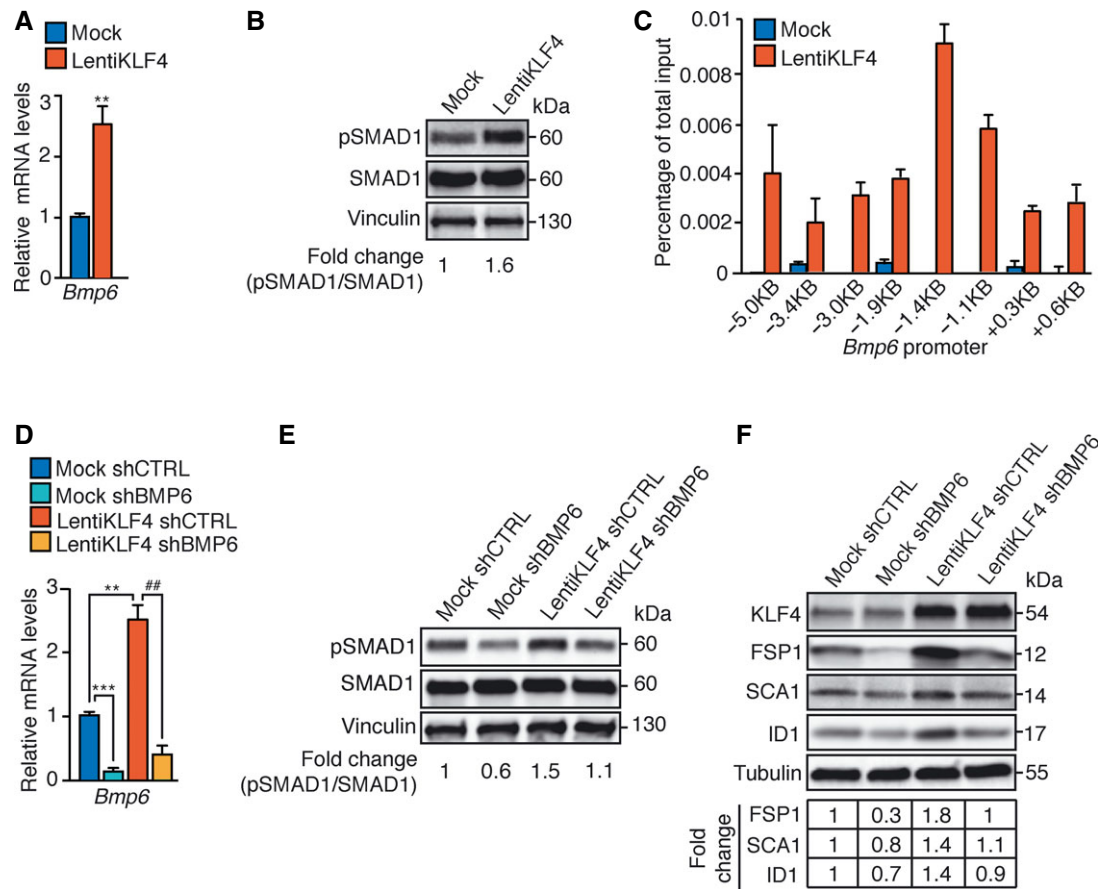 A
Mock
LentiKLF4
Relative mRNA levels
3
**
2
1
0
Bmp6
B
Mock
LentiKLF4
kDa
pSMAD1
60
SMAD1
60
Vinculin
130
Fold change
(pSMAD1/SMAD1)
1
1.6
C
Mock
LentiKLF4
Percentage of total input
0.01
0.008
0.006
0.004
0.002
0
−5.0KB
−3.4KB
−3.0KB
−1.9KB
−1.4KB
−1.1KB
+0.3KB
+0.6KB
Bmp6 promoter
D
Mock shCTRL
Mock shBMP6
LentiKLF4 shCTRL
LentiKLF4 shBMP6
Relative mRNA levels
3
2
1
0
**
##
***
Bmp6
E
Mock shCTRL
Mock shBMP6
LentiKLF4 shCTRL
LentiKLF4 shBMP6
kDa
pSMAD1
60
SMAD1
60
Vinculin
130
Fold change
(pSMAD1/SMAD1)
1 0.6 1.5 1.1
F
Mock shCTRL
Mock shBMP6
LentiKLF4 shCTRL
LentiKLF4 shBMP6
kDa
KLF4
54
FSP1
12
SCA1
14
ID1
17
Tubulin
55
Fold
change
FSP1 1 0.3 1.8 1
SCA1 1 0.8 1.4 1.1
ID1 1 0.7 1.4 0.9